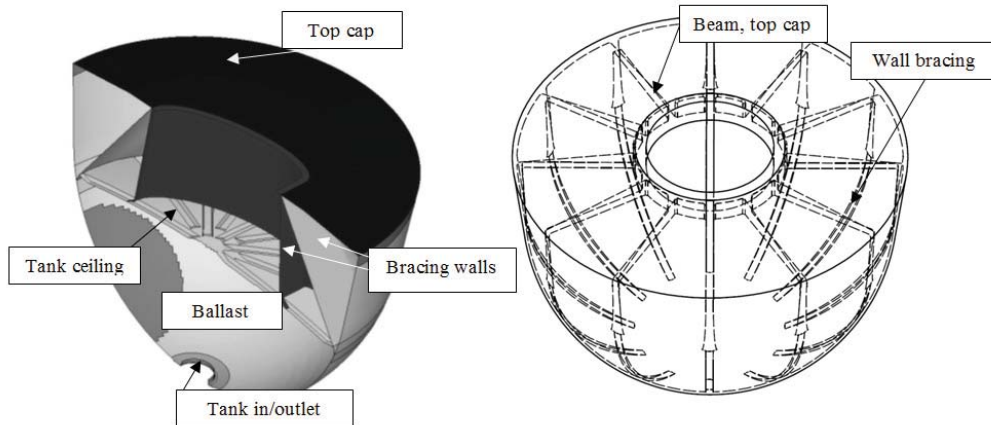 Top cap
Beam, top cap
Wall bracing
Tank ceiling
Bracing walls
Ballast
Tank in/outlet